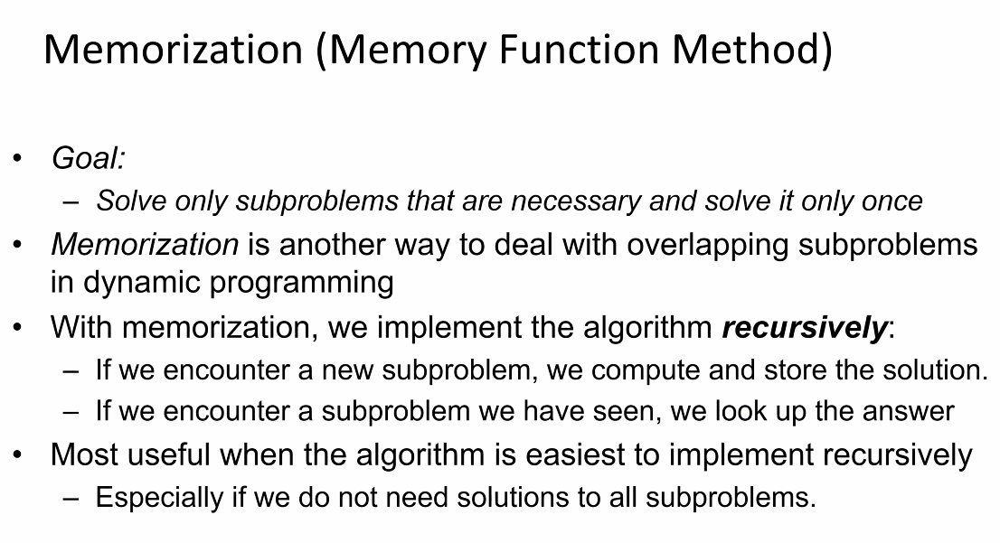 Memorization (Memory Function Method)
• Goal:
– Solve only subproblems that are necessary and solve it only once
• Memorization is another way to deal with overlapping subproblems
in dynamic programming
• With memorization, we implement the algorithm recursively:
– If we encounter a new subproblem, we compute and store the solution.
– If we encounter a subproblem we have seen, we look up the answer
• Most useful when the algorithm is easiest to implement recursively
– Especially if we do not need solutions to all subproblems.